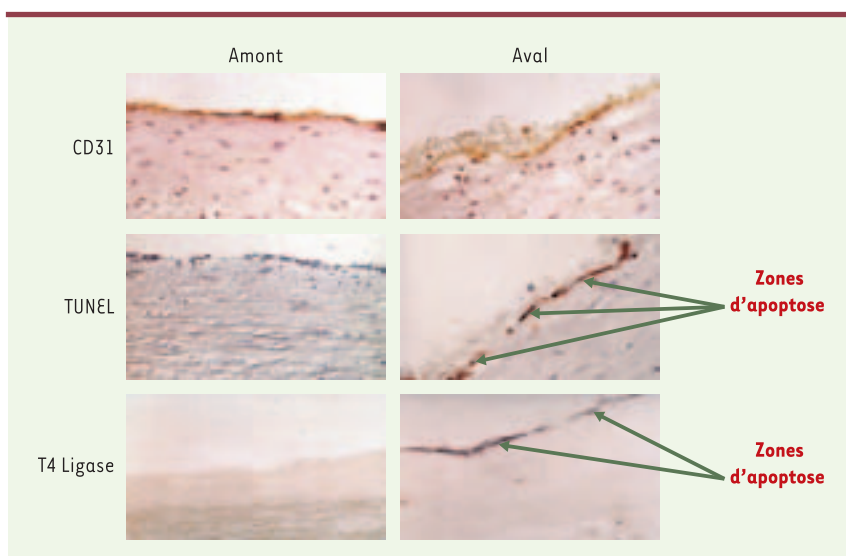 Amont Aval
CD31
TUNEL
Zones
d'apoptose
T4 Ligase
Zones
d'apoptose